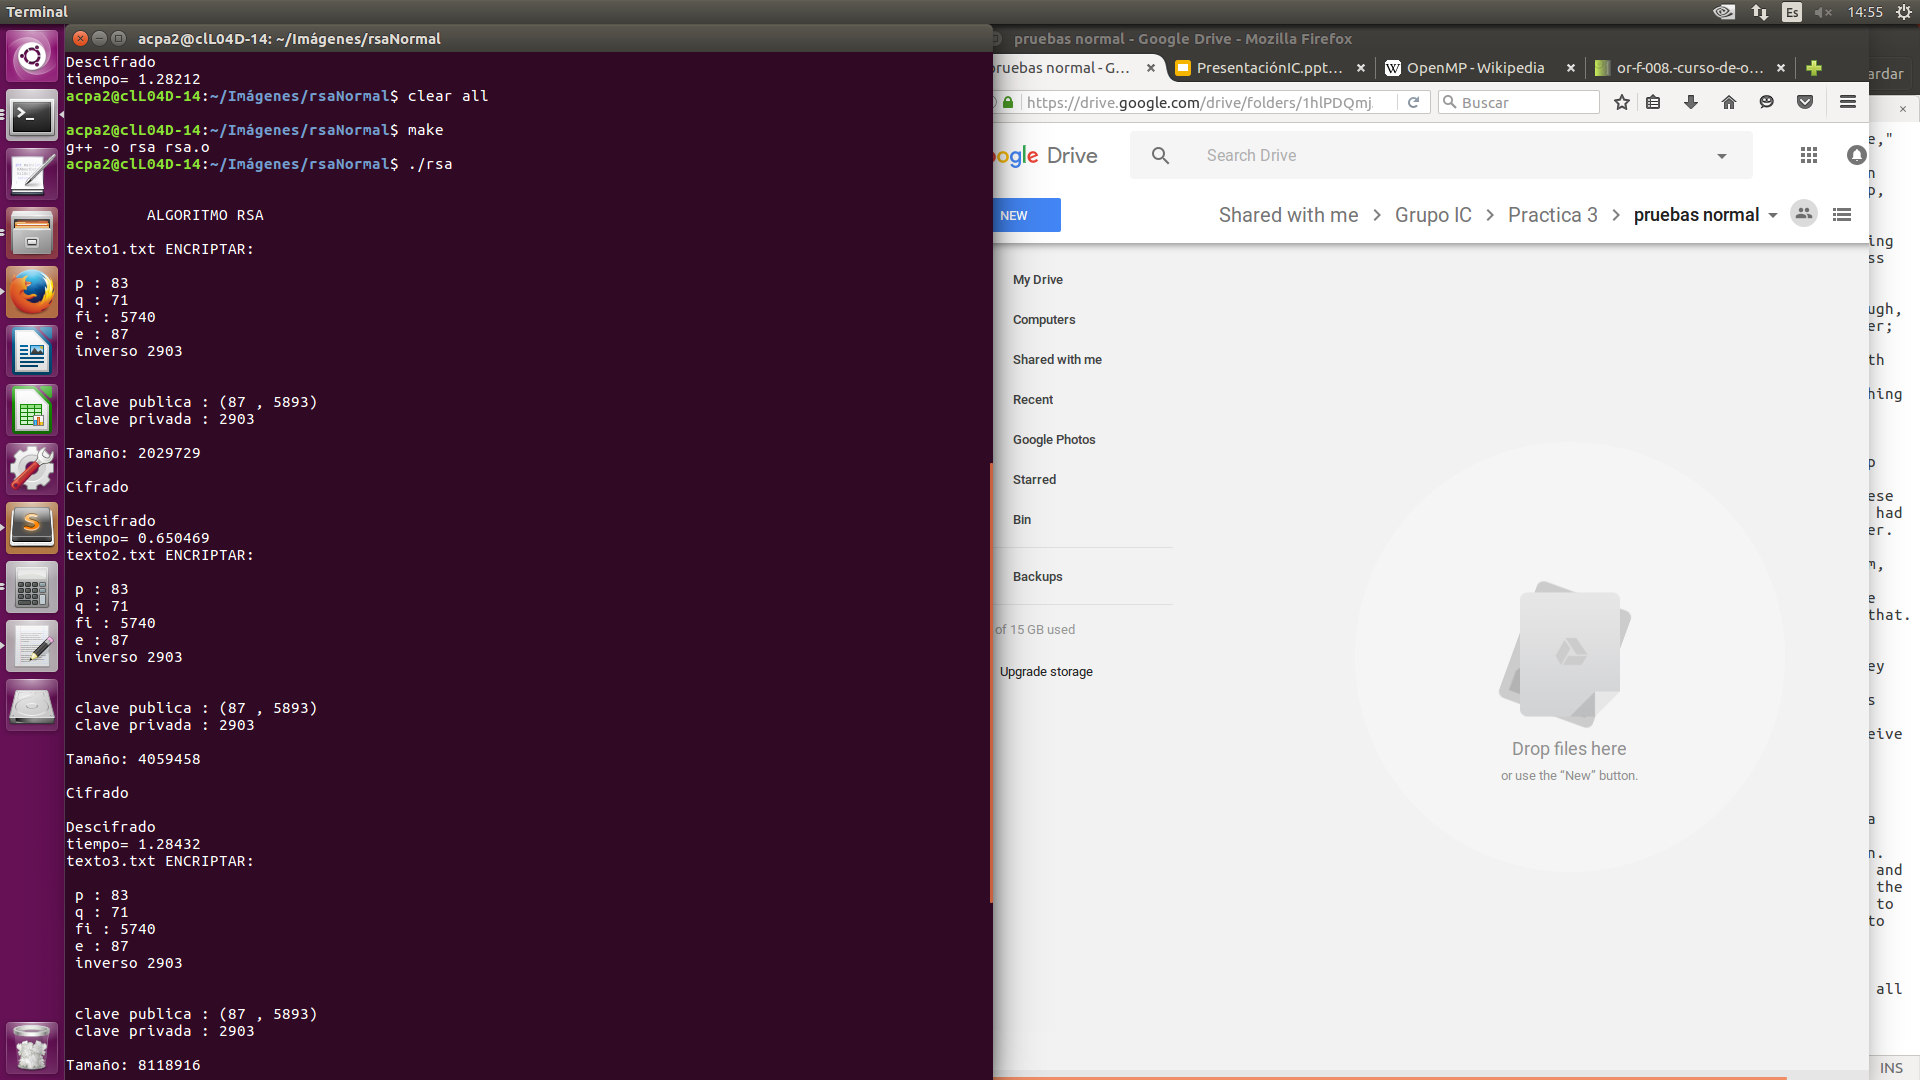 Terminal
Es
14:55
acpa2@clL04D-14: ~/Imágenes/rsaNormal
Descifrado
tiempo= 1.28212
acpa2@clL04D-14:~/Imágenes/rsaNormal$ clear all
acpa2@clL04D-14:~/Imágenes/rsaNormal$ make
g++ -o rsa rsa.o
acpa2@clL04D-14:~/Imágenes/rsaNormal$ ./rsa
ALGORITMO RSA
texto1.txt ENCRIPTAR:
p : 83
q : 71
fi : 5740
e : 87
inverso 2903
clave publica : (87 , 5893)
clave privada : 2903
Tamaño: 2029729
Cifrado
Descifrado
tiempo= 0.650469
texto2.txt ENCRIPTAR:
p : 83
q : 71
fi : 5740
e : 87
inverso 2903
clave publica : (87 , 5893)
clave privada : 2903
Tamaño: 4059458
Cifrado
Descifrado
tiempo= 1.28432
texto3.txt ENCRIPTAR:
p : 83
q : 71
fi : 5740
e : 87
inverso 2903
clave publica : (87 , 5893)
clave privada : 2903
Tamaño: 8118916
pruebas normal - Google Drive - Mozilla Firefox
pruebas normal - G...
PresentaciónIC.ppt...
OpenMP - Wikipedia
or-f-008.-curso-de-o...
https://drive.google.com/drive/folders/1hlPDQmj
Buscar
ogle Drive
Search Drive
NEW
Shared with me > Grupo IC > Practica 3 > pruebas normal
My Drive
Computers
Shared with me
Recent
Google Photos
Starred
Bin
Backups
of 15 GB used
Upgrade storage
Drop files here
or use the “New” button.
ardar
e,"
n
p,
ing
ss
ugh,
er;
th
hing
p
ese
had
er.
m,
e
that.
ey
s
eive
a
n.
and
the
to
to
all
INS